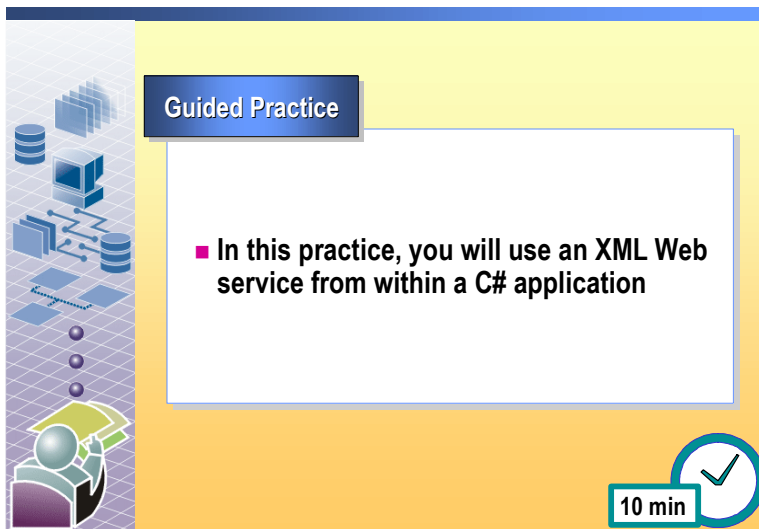 Guided Practice
■ In this practice, you will use an XML Web
service from within a C# application
10 min